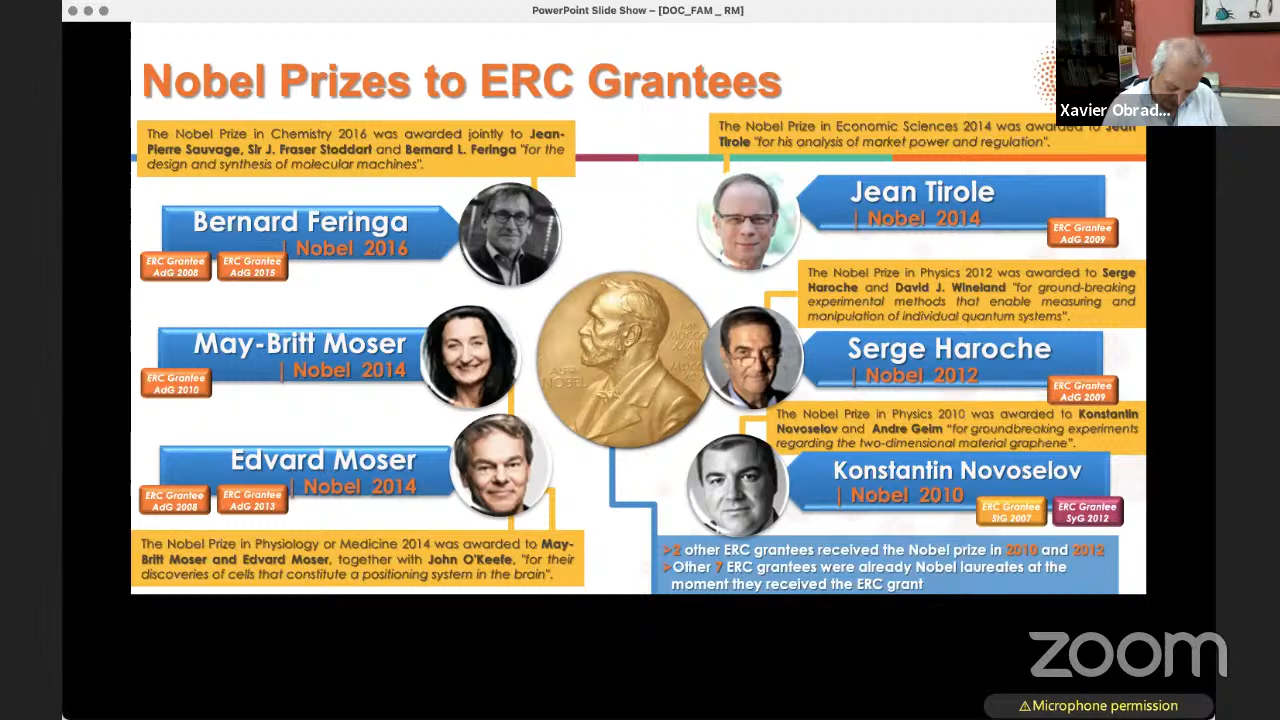 PowerPoint Slide Show – [DOC_FAM _ RM]
Xavier Obrad...
Nobel Prizes to ERC Grantees
The Nobel Prize in Chemistry 2016 was awarded jointly to Jean-
Pierre Sauvage, Sir J. Fraser Stoddart and Bernard L. Feringa "for the
design and synthesis of molecular machines".
Bernard Feringa
| Nobel 2016
ERC Grantee
AdG 2008
ERC Grantee
AdG 2015
May-Britt Moser
| Nobel 2014
ERC Grantee
AdG 2010
Edvard Moser
| Nobel 2014
ERC Grantee
AdG 2008
ERC Grantee
AdG 2013
The Nobel Prize in Physiology or Medicine 2014 was awarded to May-
Britt Moser and Edvard Moser, together with John O'Keefe, "for their
discoveries of cells that constitute a positioning system in the brain".
The Nobel Prize in Economic Sciences 2014 was awarded to Jean
Tirole "for his analysis of market power and regulation".
Jean Tirole
| Nobel 2014
ERC Grantee
AdG 2009
The Nobel Prize in Physics 2012 was awarded to Serge
Haroche and David J. Wineland "for ground-breaking
experimental methods that enable measuring and
manipulation of individual quantum systems".
Serge Haroche
| Nobel 2012
ERC Grantee
AdG 2009
The Nobel Prize in Physics 2010 was awarded to Konstantin
Novoselov and Andre Geim "for groundbreaking experiments
regarding the two-dimensional material graphene".
Konstantin Novoselov
| Nobel 2010
ERC Grantee
StG 2007
ERC Grantee
SyG 2012
>2 other ERC grantees received the Nobel prize in 2010 and 2012
>Other 7 ERC grantees were already Nobel laureates at the
moment they received the ERC grant
zoom
⚠Microphone permission